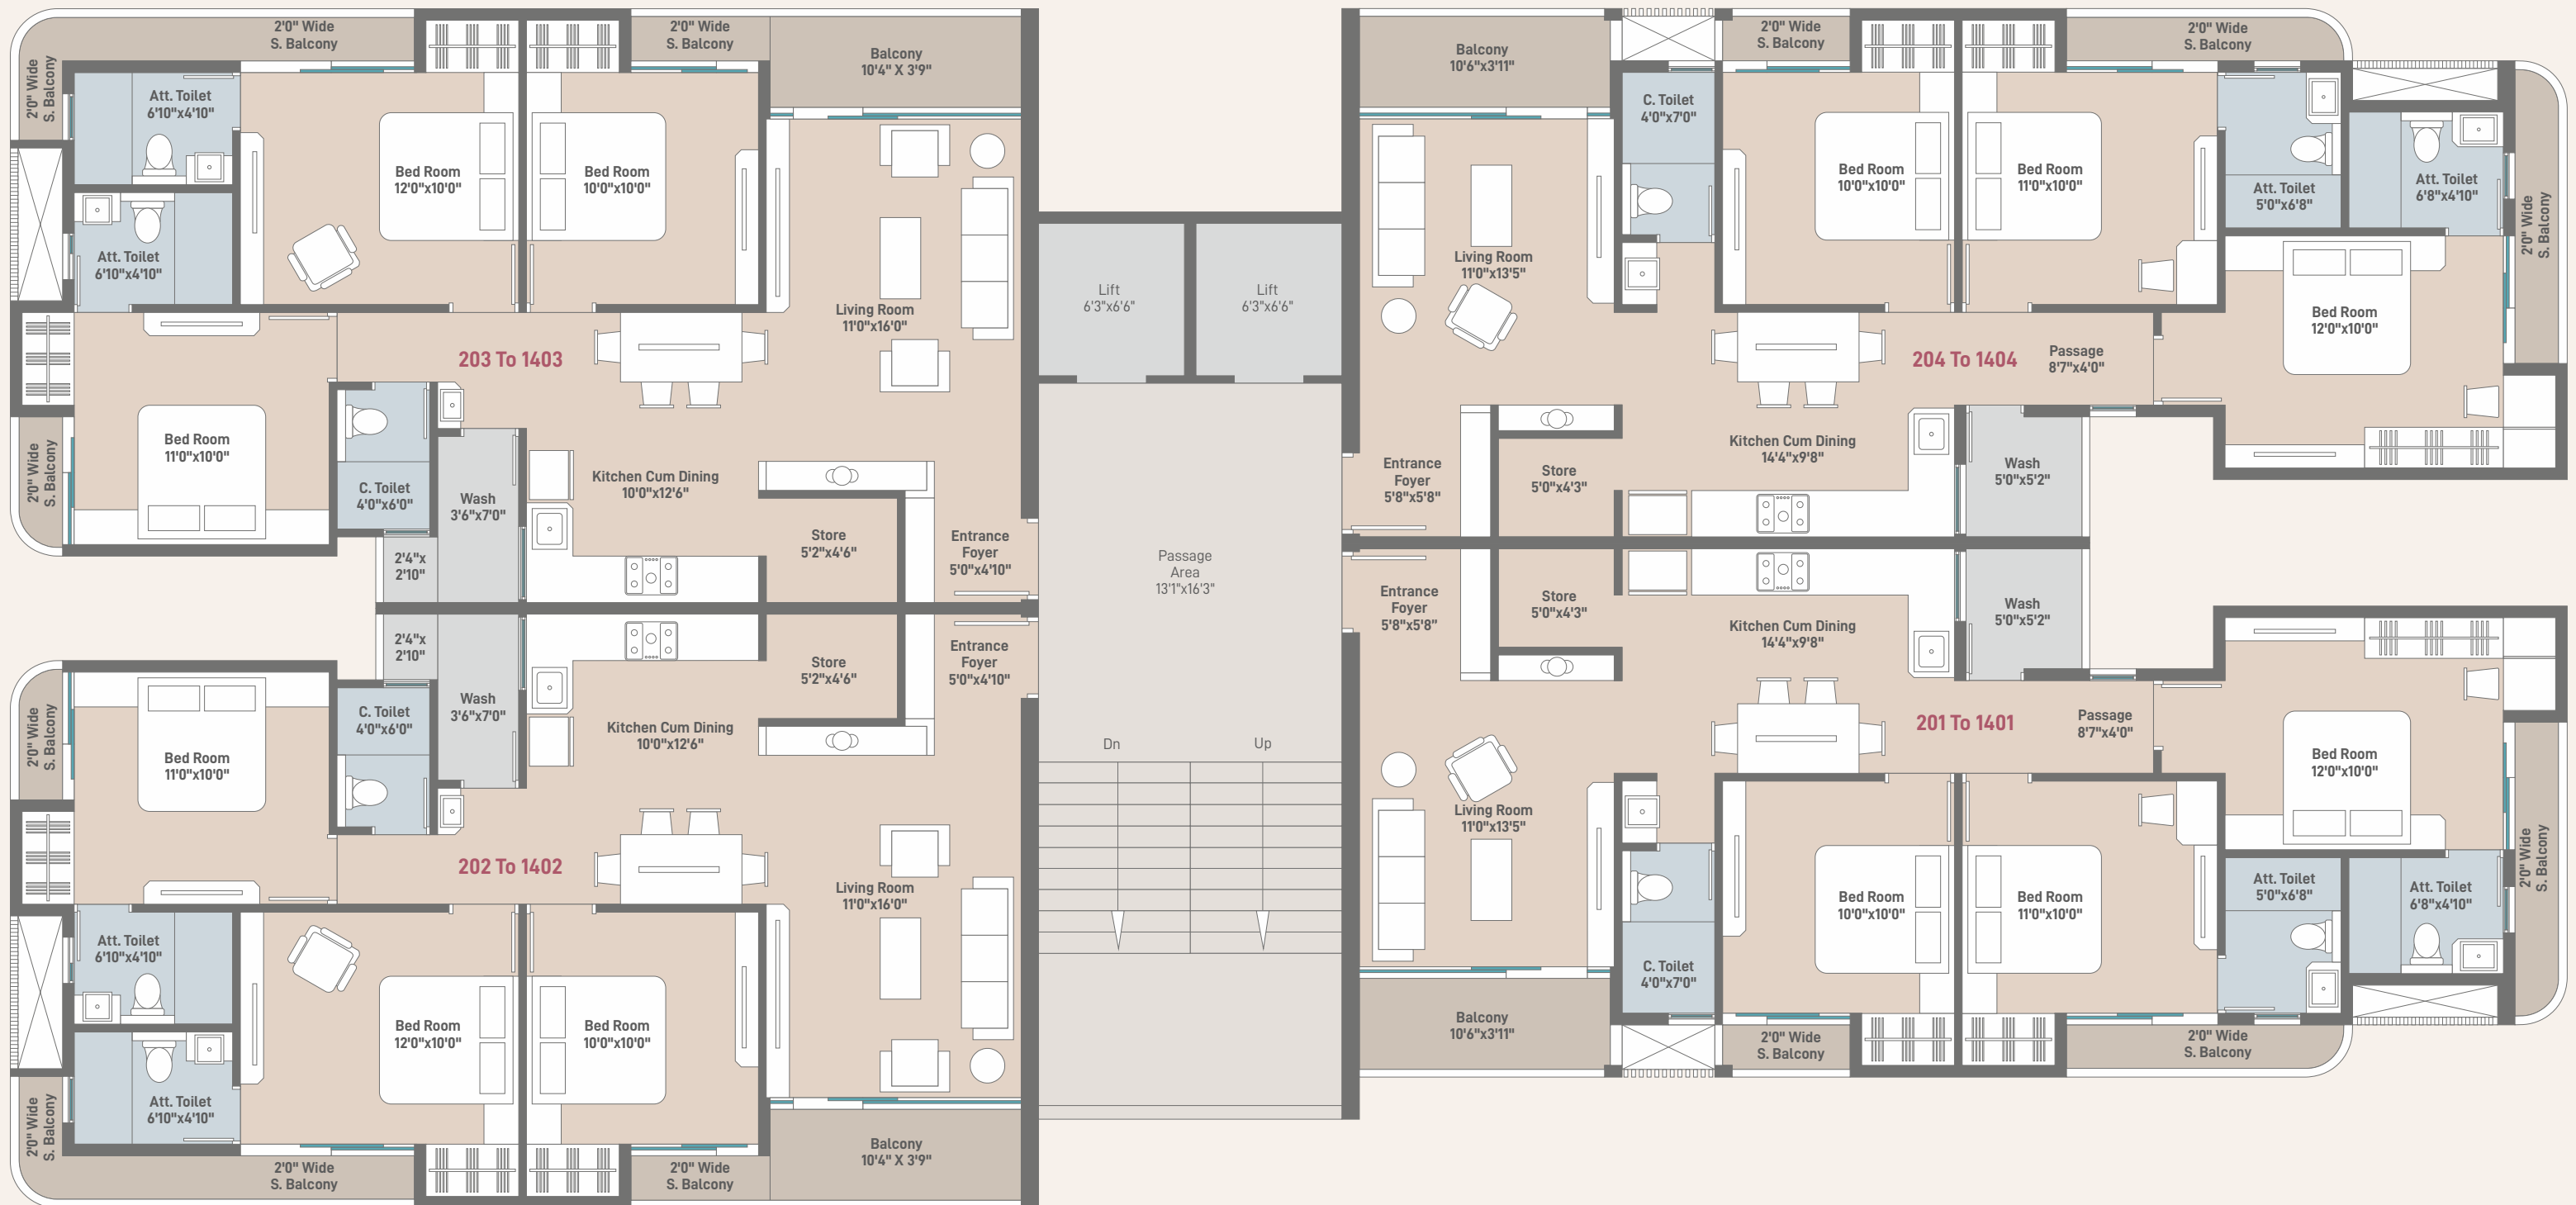 2'0" Wide
S. Balcony
2'0" Wide
S. Balcony
2'0" Wide
S. Balcony
Balcony
10'4" X 3'9"
Att. Toilet
6'10"x4'10"
Bed Room
12'0"x10'0"
Bed Room
10'0"x10'0"
Att. Toilet
6'10"x4'10"
Living Room
11'0"x16'0"
203 To 1403
Bed Room
11'0"x10'0"
2'0" Wide
S. Balcony
C. Toilet
4'0"x6'0"
Wash
3'6"x7'0"
Kitchen Cum Dining
10'0"x12'6"
Store
5'2"x4'6"
Entrance
Foyer
5'0"x4'10"
2'4"x
2'10"
Lift
6'3"x6'6"
Lift
6'3"x6'6"
Passage
Area
13'1"x16'3"
Dn
Up
Balcony
10'6"x3'11"
2'0" Wide
S. Balcony
2'0" Wide
S. Balcony
C. Toilet
4'0"x7'0"
Bed Room
10'0"x10'0"
Bed Room
11'0"x10'0"
Att. Toilet
5'0"x6'8"
Att. Toilet
6'8"x4'10"
2'0" Wide
S. Balcony
Living Room
11'0"x13'5"
Bed Room
12'0"x10'0"
204 To 1404
Passage
8'7"x4'0"
Entrance
Foyer
5'8"x5'8"
Store
5'0"x4'3"
Kitchen Cum Dining
14'4"x9'8"
Wash
5'0"x5'2"
2'4"x
2'10"
Store
5'2"x4'6"
Entrance
Foyer
5'0"x4'10"
2'0" Wide
S. Balcony
Bed Room
11'0"x10'0"
C. Toilet
4'0"x6'0"
Wash
3'6"x7'0"
Kitchen Cum Dining
10'0"x12'6"
202 To 1402
Living Room
11'0"x16'0"
Att. Toilet
6'10"x4'10"
Bed Room
12'0"x10'0"
Bed Room
10'0"x10'0"
Att. Toilet
6'10"x4'10"
2'0" Wide
S. Balcony
2'0" Wide
S. Balcony
2'0" Wide
S. Balcony
Balcony
10'4" X 3'9"
Entrance
Foyer
5'8"x5'8"
Store
5'0"x4'3"
Kitchen Cum Dining
14'4"x9'8"
Wash
5'0"x5'2"
201 To 1401
Passage
8'7"x4'0"
Bed Room
12'0"x10'0"
Living Room
11'0"x13'5"
C. Toilet
4'0"x7'0"
Bed Room
10'0"x10'0"
Bed Room
11'0"x10'0"
Att. Toilet
5'0"x6'8"
Att. Toilet
6'8"x4'10"
2'0" Wide
S. Balcony
Balcony
10'6"x3'11"
2'0" Wide
S. Balcony
2'0" Wide
S. Balcony